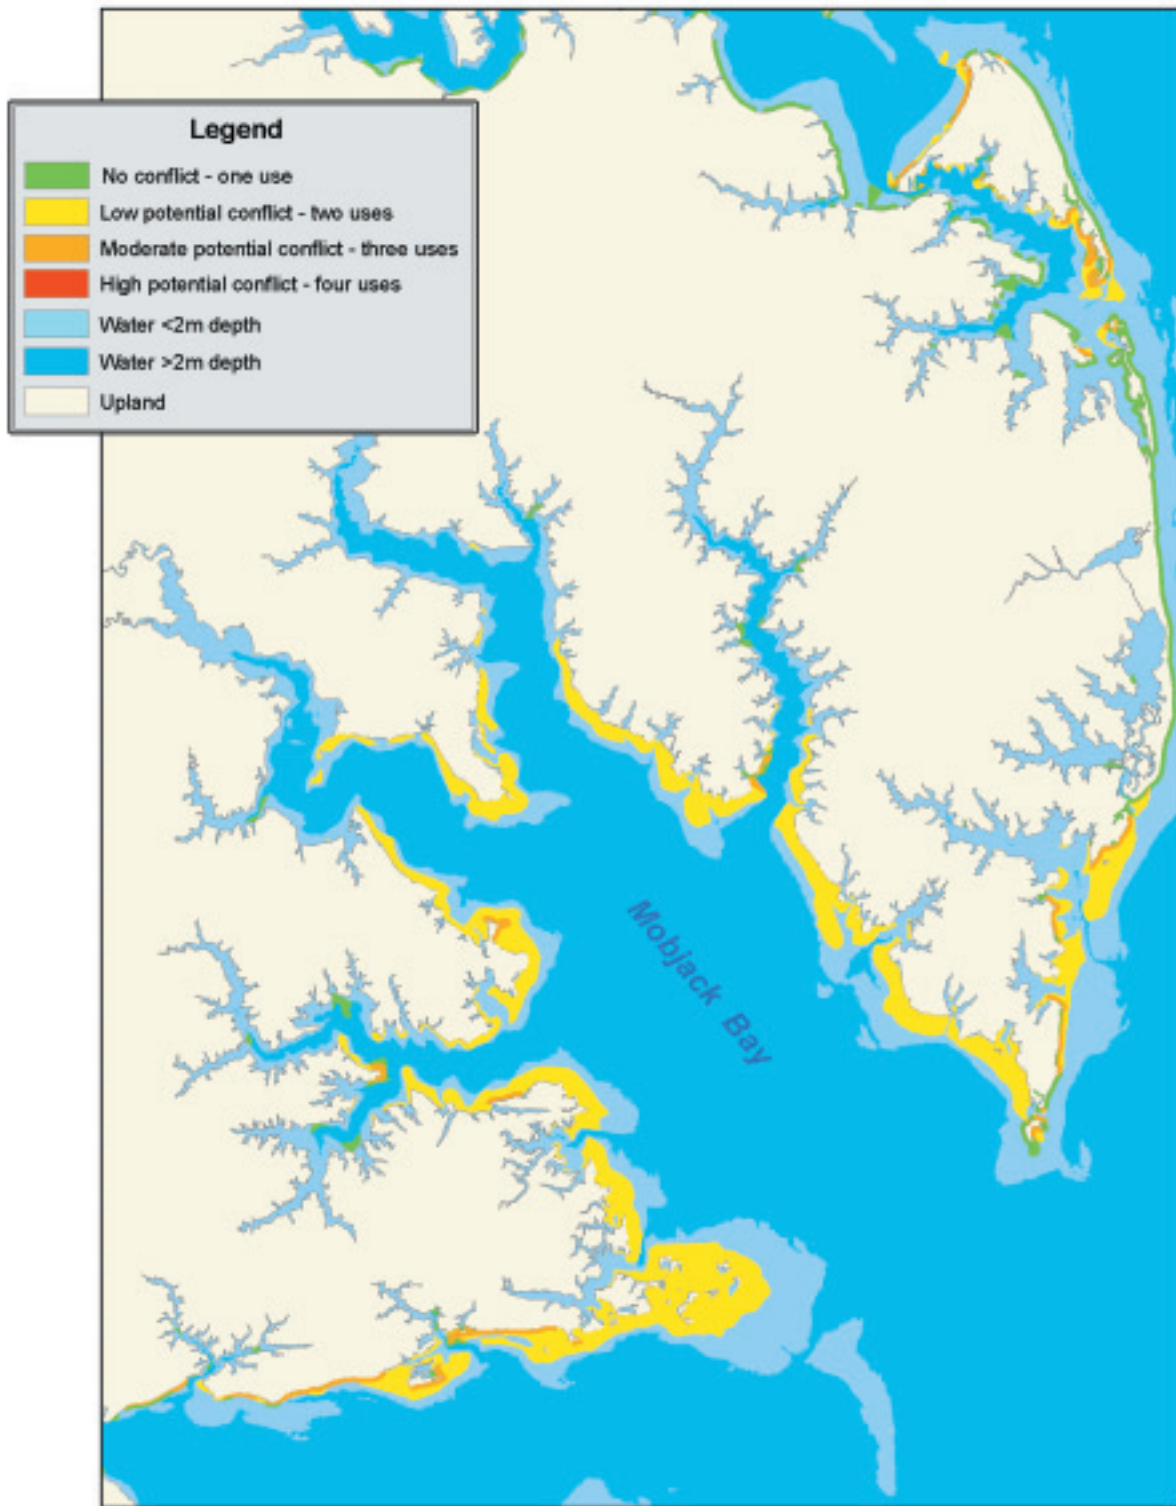 Legend
No conflict - one use
Low potential conflict - two uses
Moderate potential conflict - three uses
High potential conflict - four uses
Water <2m depth
Water >2m depth
Upland
Mobjack Bay